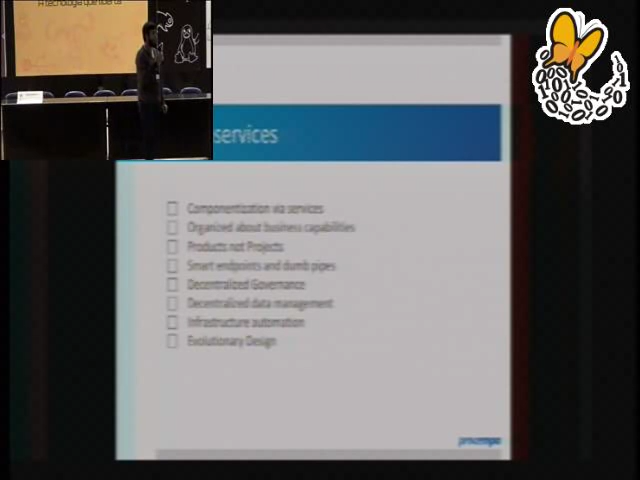 A tecnologia que liberta
services
Componentization via services
Organized about business capabilities
Products not Projects
Smart endpoints and dumb pipes
Decentralized Governance
Decentralized data management
Infrastructure automation
Evolutionary Design